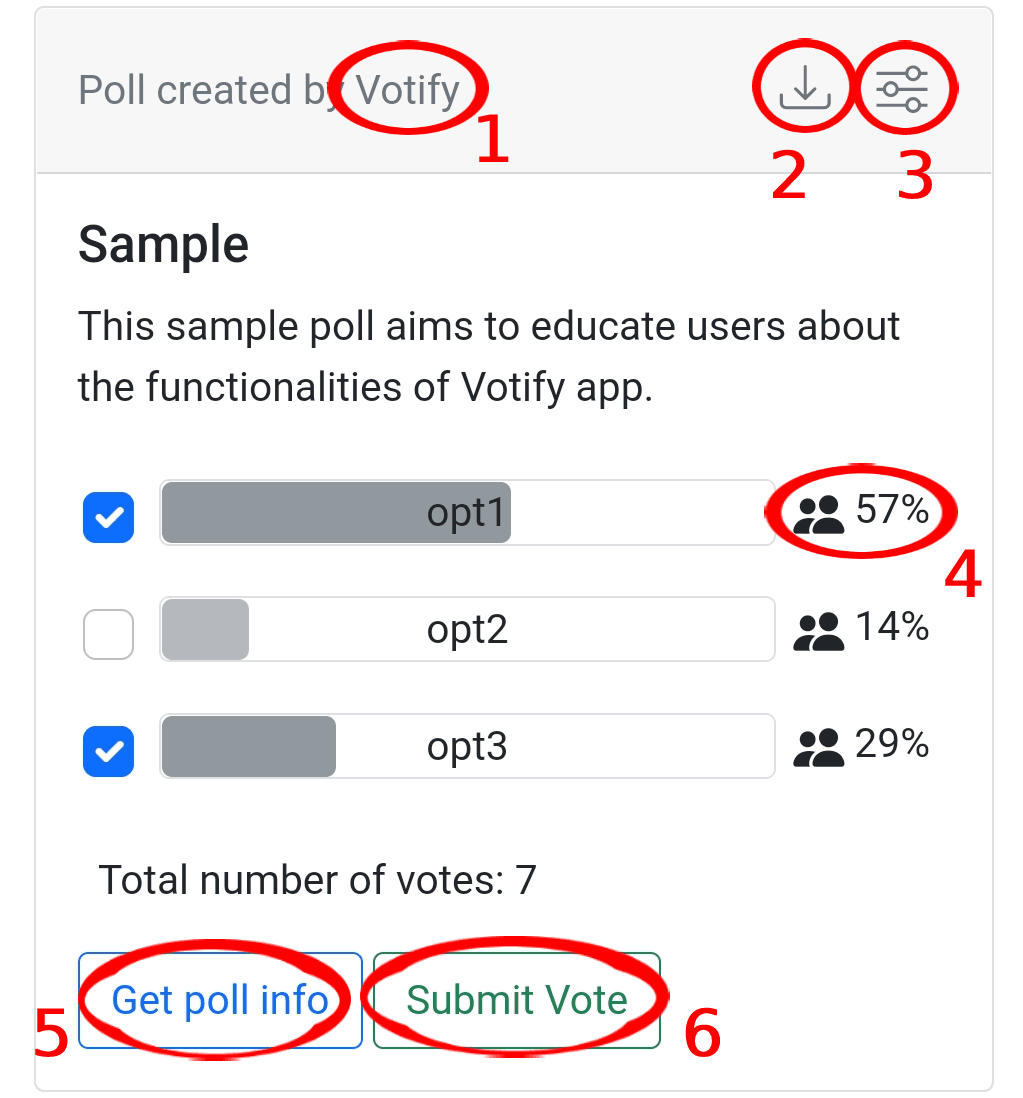 Poll created by Votify
1
2
3
Sample
This sample poll aims to educate users about
the functionalities of Votify app.
opt1
57%
4
opt2
14%
opt3
29%
Total number of votes: 7
Get poll info
Submit Vote
5
6